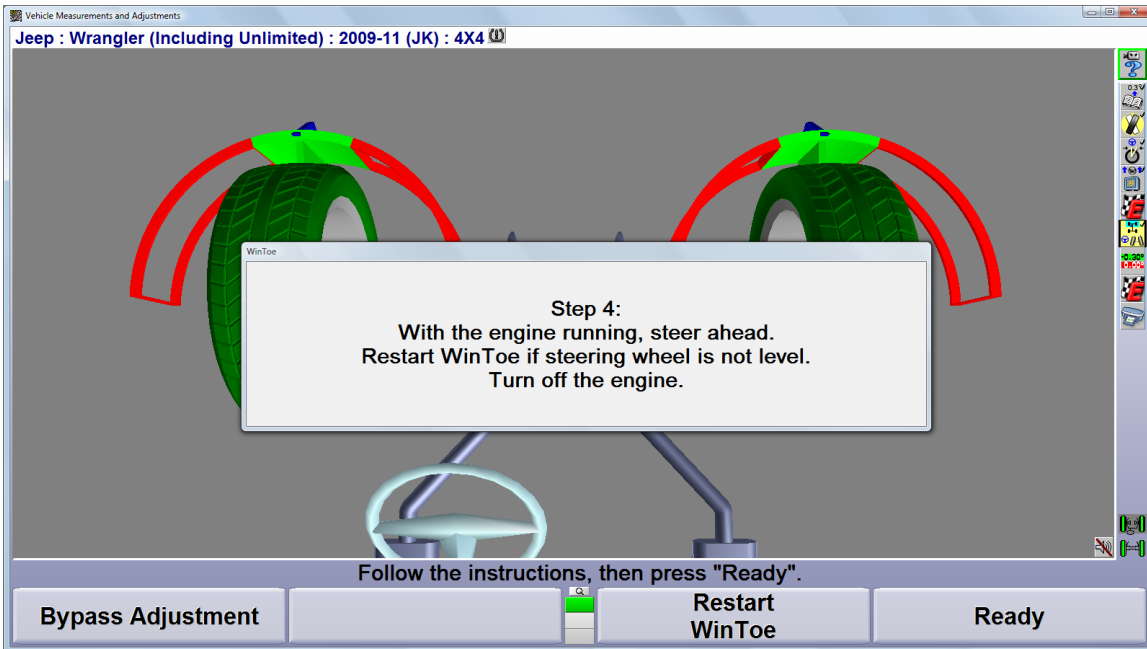 Vehicle Measurements and Adjustments
Jeep : Wrangler (Including Unlimited) : 2009-11 (JK) : 4X4
WinToe
Step 4:
With the engine running, steer ahead.
Restart WinToe if steering wheel is not level.
Turn off the engine.
Follow the instructions, then press "Ready".
Bypass Adjustment
Restart
WinToe
Ready